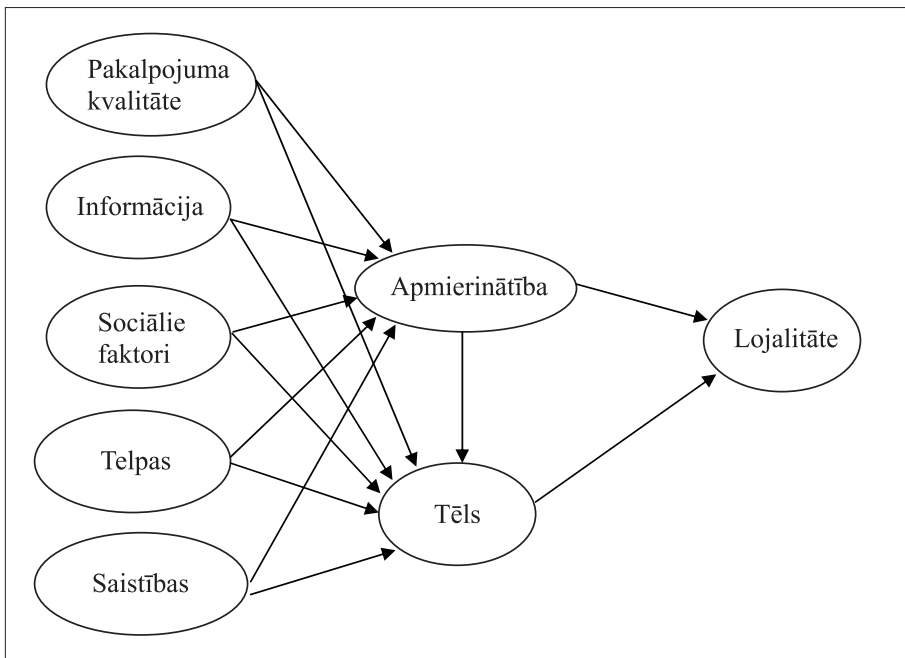 Pakalpojuma
kvalitāte
Informācija
Sociālie
faktori
Telpas
Saistības
Apmierinātība
Tēls
Lojalitāte